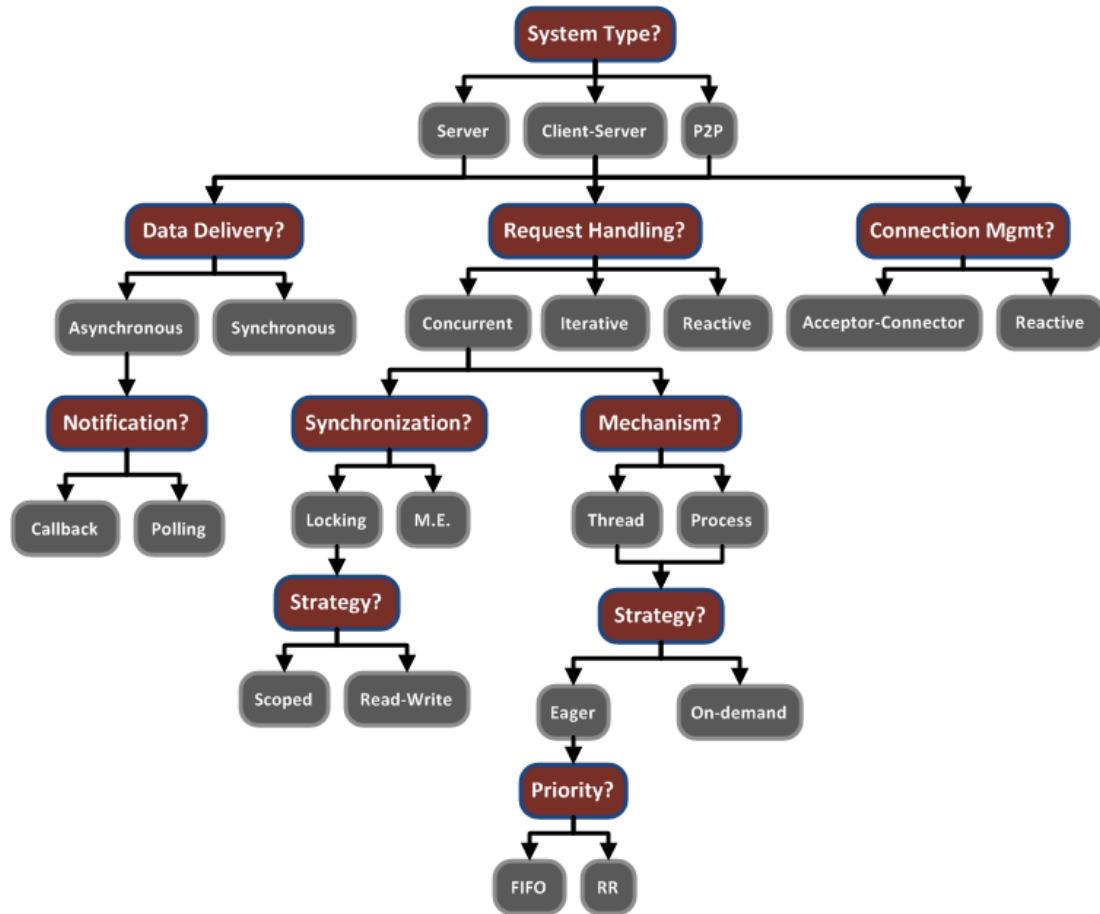 System Type?
Server
Client-Server
P2P
Data Delivery?
Request Handling?
Connection Mgmt?
Asynchronous
Synchronous
Concurrent
Iterative
Reactive
Acceptor-Connector
Reactive
Notification?
Synchronization?
Mechanism?
Callback
Polling
Locking
M.E.
Thread
Process
Strategy?
Strategy?
Scoped
Read-Write
Eager
On-demand
Priority?
FIFO
RR